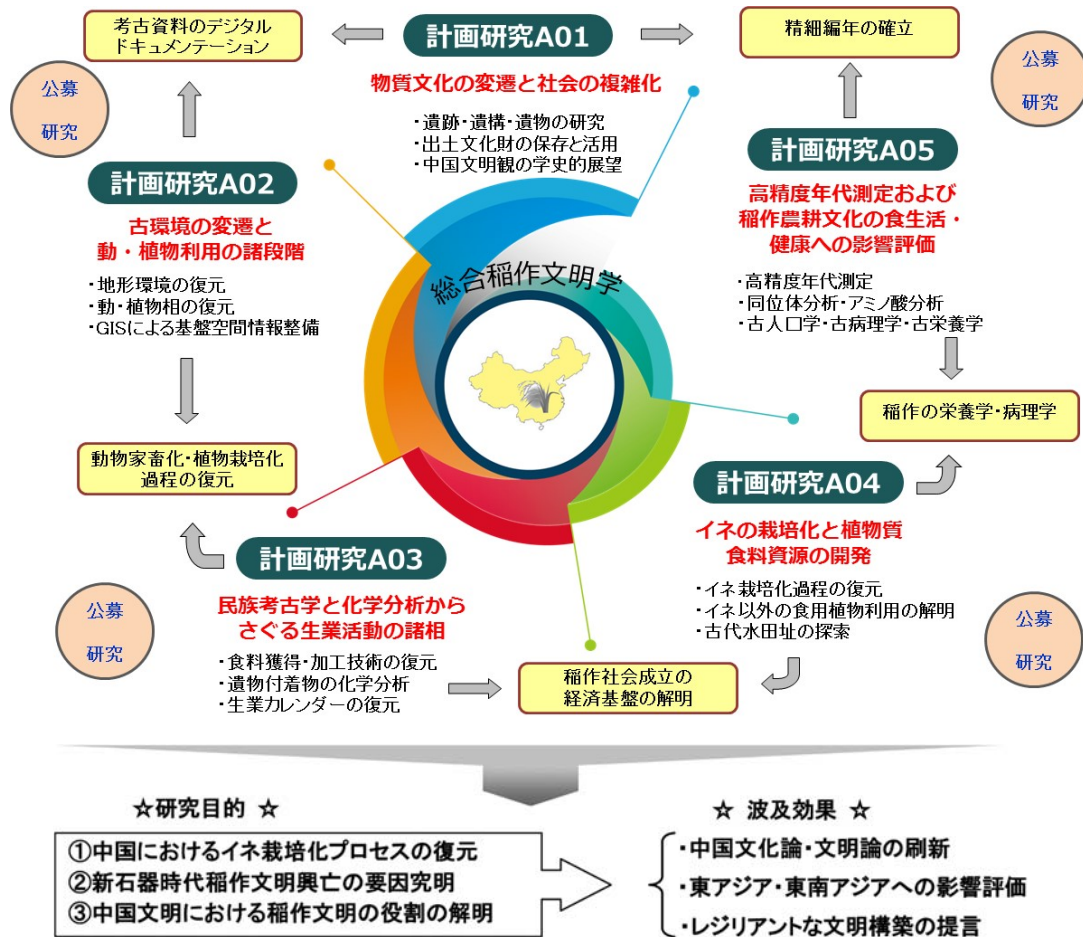 考古資料のデジタル
ドキュメンテーション
計画研究A01
精細編年の確立
公募
研究
公募
研究
物質文化の変遷と社会の複雑化
・遺跡・遺構・遺物の研究
・出土文化財の保存と活用
・中国文明観の学史的展望
計画研究A02
古環境の変遷と
動・植物利用の諸段階
・地形環境の復元
・動・植物相の復元
・GISによる基盤空間情報整備
計画研究A05
高精度年代測定および
稲作農耕文化の食生活・
健康への影響評価
・高精度年代測定
・同位体分析・アミノ酸分析
・古人口学・古病理学・古栄養学
総合稲作文明学
稲作の栄養学・病理学
動物家畜化・植物栽培化
過程の復元
計画研究A04
イネの栽培化と植物質
食料資源の開発
・イネ栽培化過程の復元
・イネ以外の食用植物利用の解明
・古代水田址の探索
計画研究A03
民族考古学と化学分析から
さぐる生業活動の諸相
・食料獲得・加工技術の復元
・遺物付着物の化学分析
・生業カレンダーの復元
公募
研究
公募
研究
稲作社会成立の
経済基盤の解明
☆研究目的 ☆
①中国におけるイネ栽培化プロセスの復元
②新石器時代稲作文明興亡の要因究明
③中国文明における稲作文明の役割の解明
☆ 波及効果 ☆
・中国文化論・文明論の刷新
・東アジア・東南アジアへの影響評価
・レジリアントな文明構築の提言